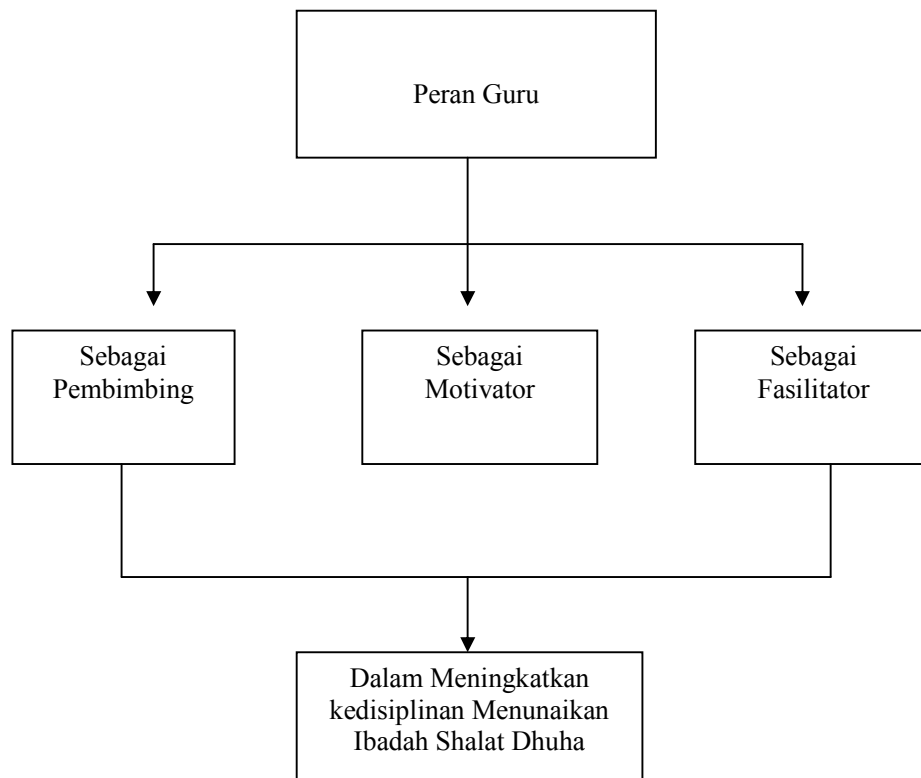 Peran Guru
Sebagai
Pembimbing
Sebagai
Motivator
Sebagai
Fasilitator
Dalam Meningkatkan
kedisiplinan Menunaikan
Ibadah Shalat Dhuha